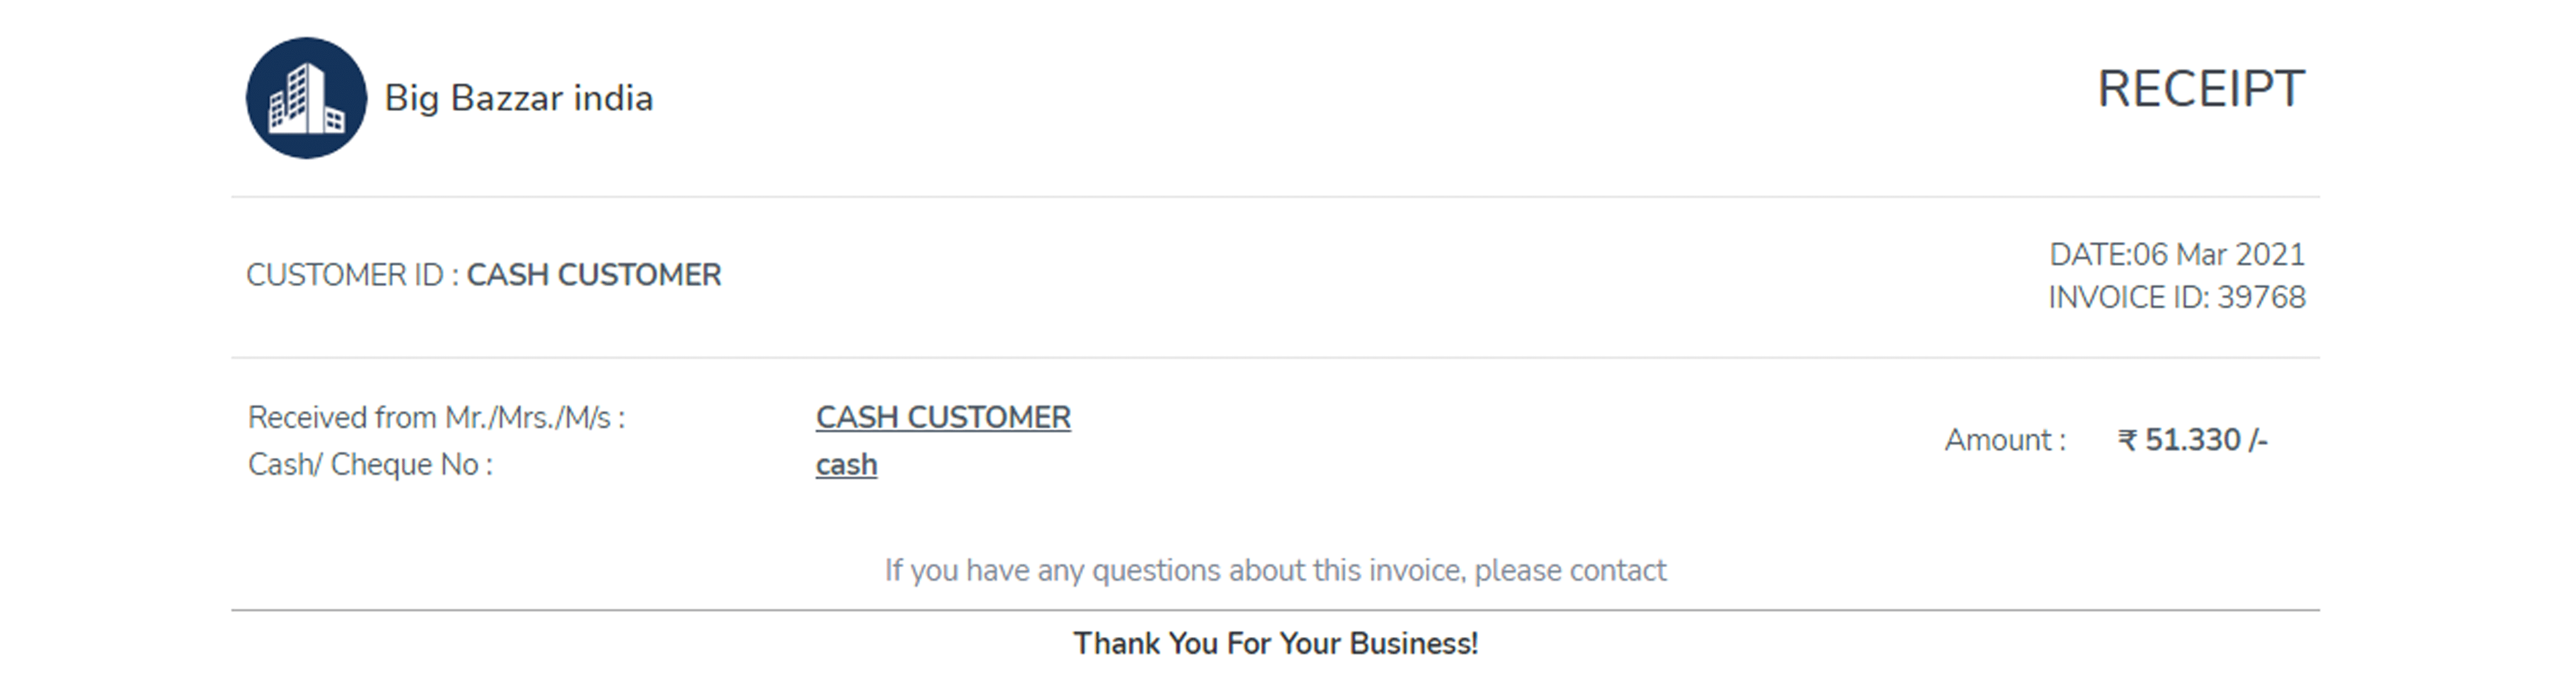 Big Bazzar india
RECEIPT
CUSTOMER ID : CASH CUSTOMER
DATE:06 Mar 2021
INVOICE ID: 39768
Received from Mr./Mrs./M/s : CASH CUSTOMER
Cash/ Cheque No : cash
Amount : ₹ 51.330 /-
If you have any questions about this invoice, please contact
Thank You For Your Business!